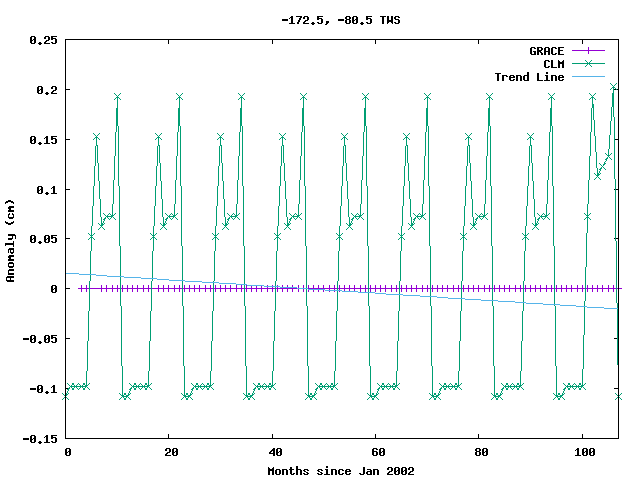 -172.5, -80.5 TWS
GRACE
CLM
Trend Line
0.25
0.2
0.15
0.1
0.05
0
-0.05
-0.1
-0.15
Anomaly (cm)
0 20 40 60 80 100
Months since Jan 2002